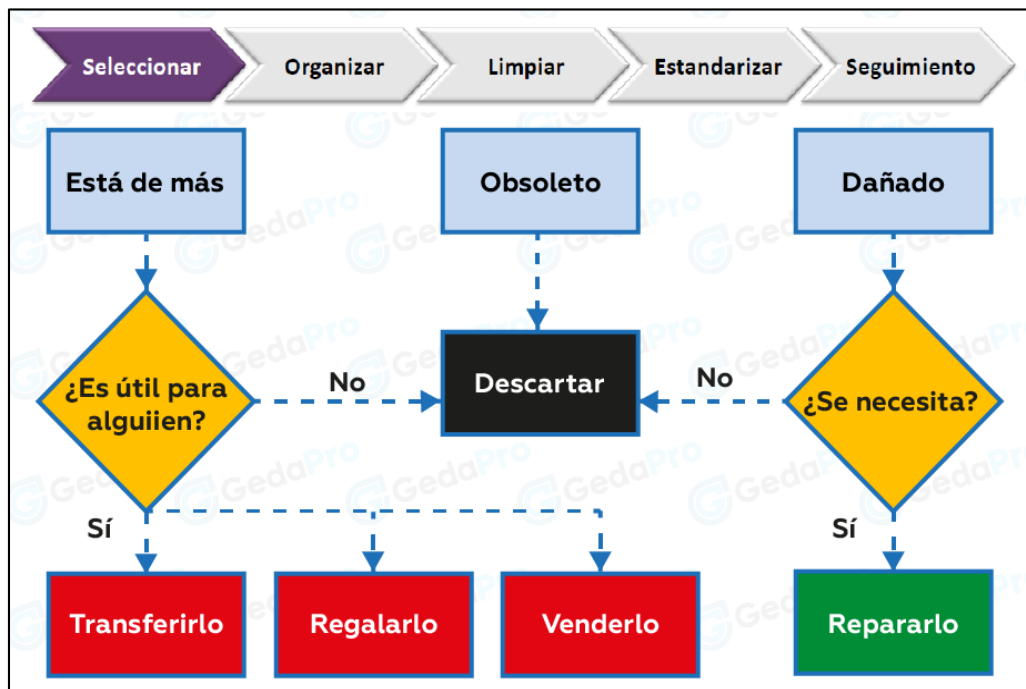 Seleccionar
Organizar
Limpiar
Estandarizar
Seguimiento
Está de más
Obsoleto
Dañado
¿Es útil para
alguiien?
No
Descartar
No
¿Se necesita?
Sí
Sí
Transferirlo
Regalarlo
Venderlo
Repararlo
GedaPro